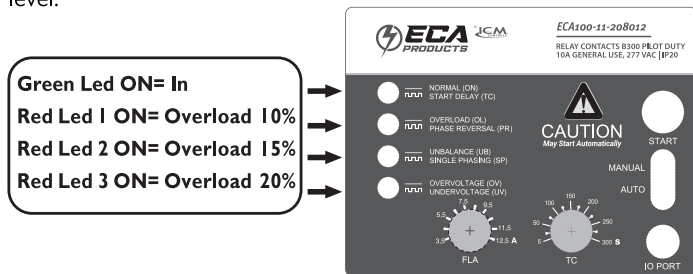 level.
Green Led ON= In
Red Led 1 ON= Overload 10%
Red Led 2 ON= Overload 15%
Red Led 3 ON= Overload 20%
ECA
PRODUCTS
ICM
ECA100-11-208012
RELAY CONTACTS B300 PILOT DUTY
10A GENERAL USE, 277 VAC | IP20
NORMAL (ON)
START DELAY (TC)
OVERLOAD (OL)
PHASE REVERSAL (PR)
UNBALANCE (UB)
SINGLE PHASING (SP)
OVERVOLTAGE (OV)
UNDERVOLTAGE (UV)
CAUTION
May Start Automatically
START
MANUAL
AUTO
IO PORT
3,5
5,5
7,5
9,5
11,5
12,5 A
FLA
5
50
100
150
200
250
300 S
TC